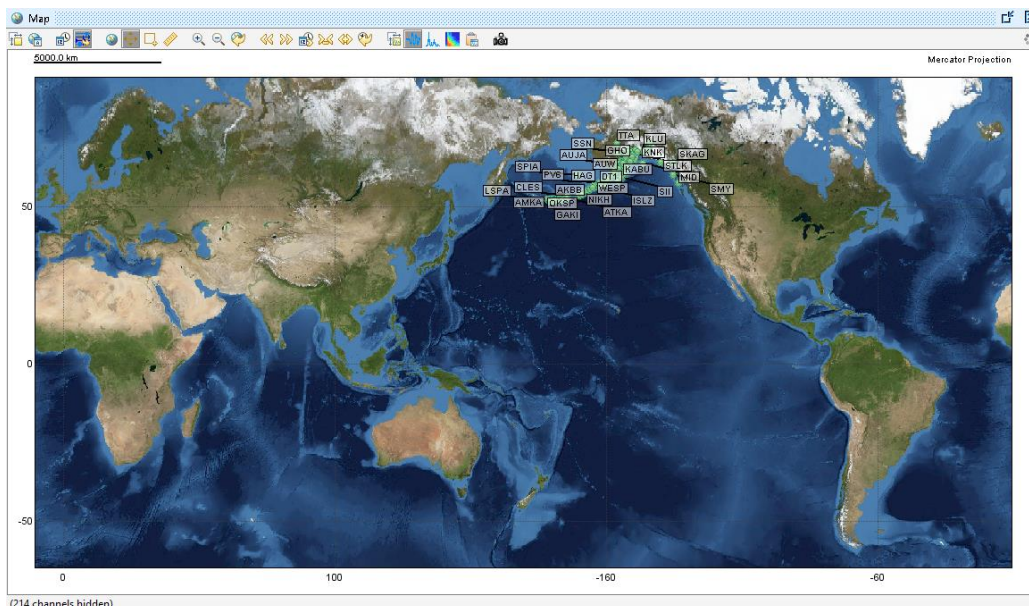 Map
5000.0 km
Mercator Projection
TTA
KLU
SSN
GHO
KNK
SKAG
AUJA
AUW
STLK
SPIA
PV6
HAG
DT1
KABU
MID
LSPA
CLES
AKBB
WESP
SII
SMY
AMKA
OKSP
NIKH
ISLZ
GAKI
ATKA
50
0
-50
0
100
-160
-60
(214 channels hidden)